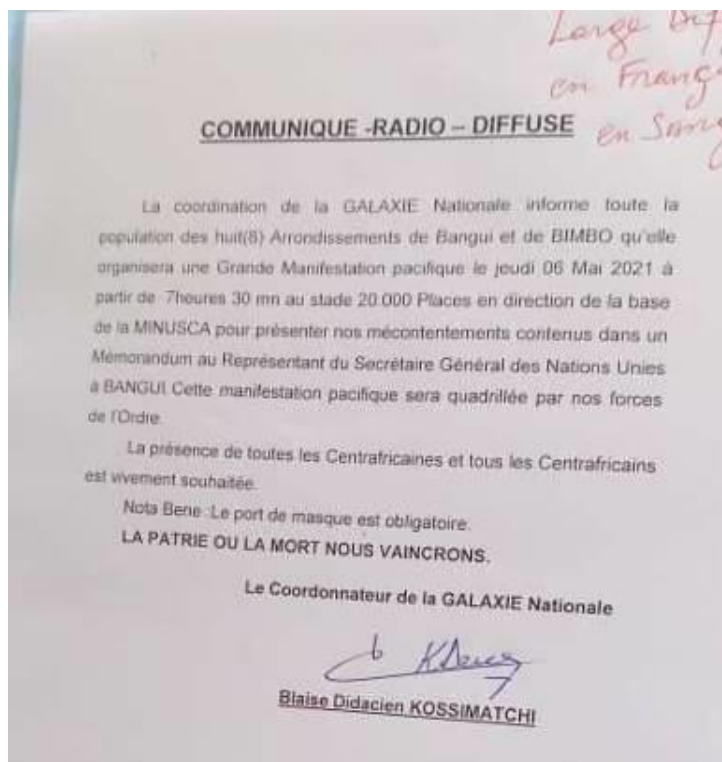 Large
en
en
COMMUNIQUE -RADIO – DIFFUSE
La coordination de la GALAXIE Nationale informe toute la
population des huit(8) Arrondissements de Bangui et de BIMBO qu'elle
organisera une Grande Manifestation pacifique le jeudi 06 Mai 2021 à
partir de 7heures 30 mn au stade 20.000 Places en direction de la base
de la MINUSCA pour présenter nos mécontentements contenus dans un
Mémorandum au Représentant du Secrétaire Général des Nations Unies
à BANGUI.Cette manifestation pacifique sera quadrillée par nos forces
de l'Ordre.
La présence de toutes les Centrafricaines et tous les Centrafricains
est vivement souhaitée.
Nota Bene :Le port de masque est obligatoire.
LA PATRIE OU LA MORT NOUS VAINCRONS.
Le Coordonnateur de la GALAXIE Nationale
Blaise Didacien KOSSIMATCHI